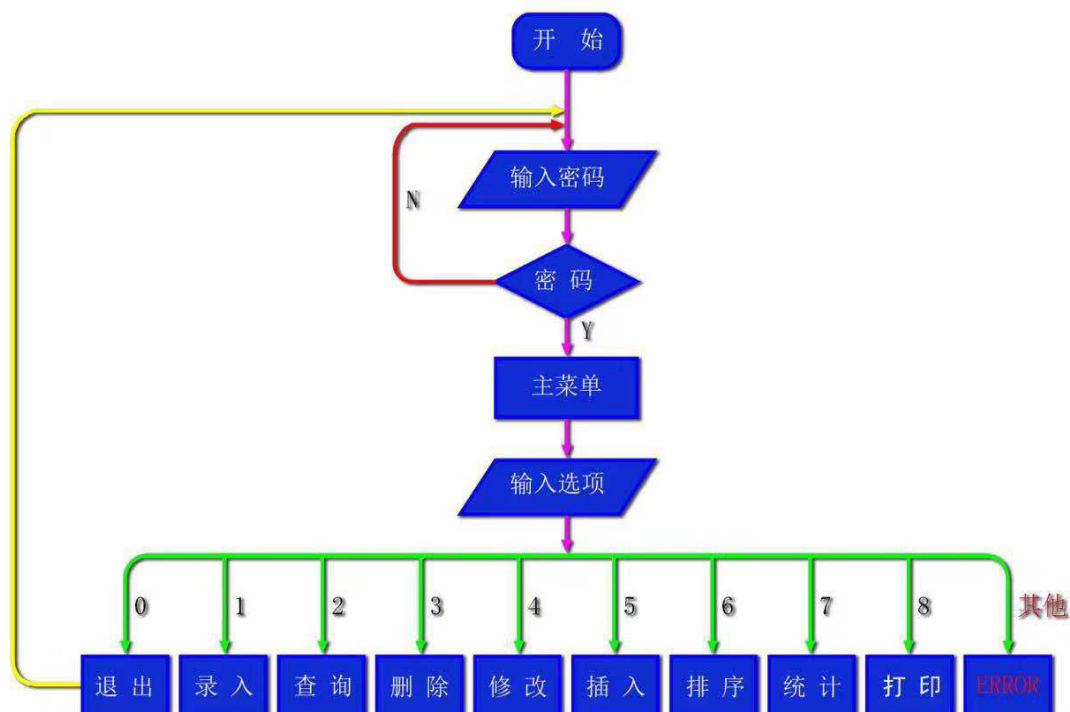 开 始
输入密码
N
密 码
Y
主菜单
输入选项
0 1 2 3 4 5 6 7 8 其他
退 出 录 入 查 询 删 除 修 改 插 入 排 序 统 计 打 印 ERROR